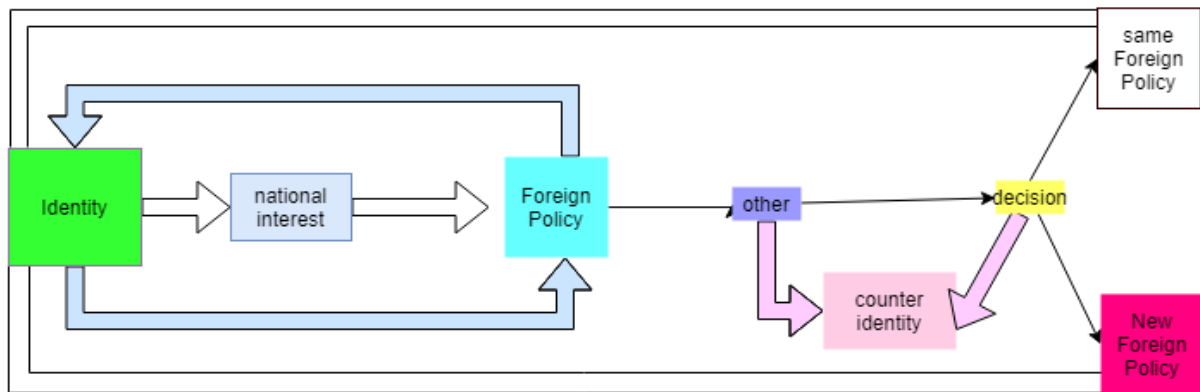 same
Foreign
Policy
Identity
national
interest
Foreign
Policy
other
decision
counter
identity
New
Foreign
Policy